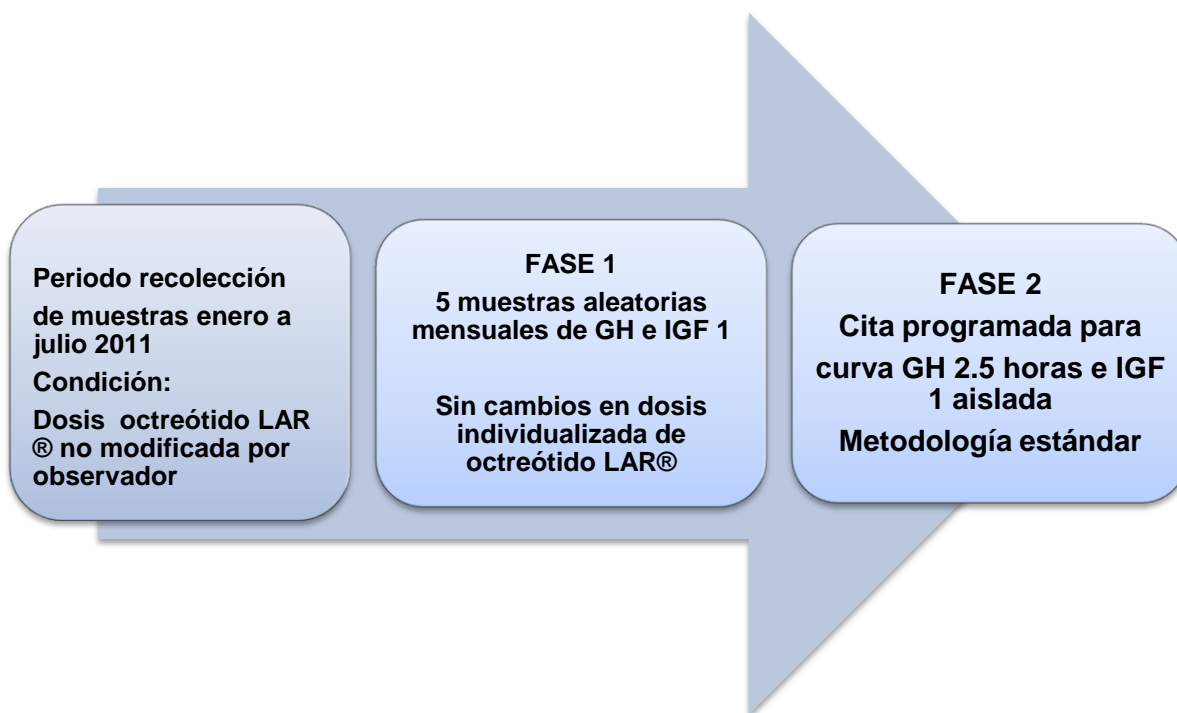 Periodo recolección
de muestras enero a
julio 2011
Condición:
Dosis octreótido LAR
® no modificada por
observador
FASE 1
5 muestras aleatorias
mensuales de GH e IGF 1
Sin cambios en dosis
individualizada de
octreótido LAR®
FASE 2
Cita programada para
curva GH 2.5 horas e IGF
1 aislada
Metodología estándar